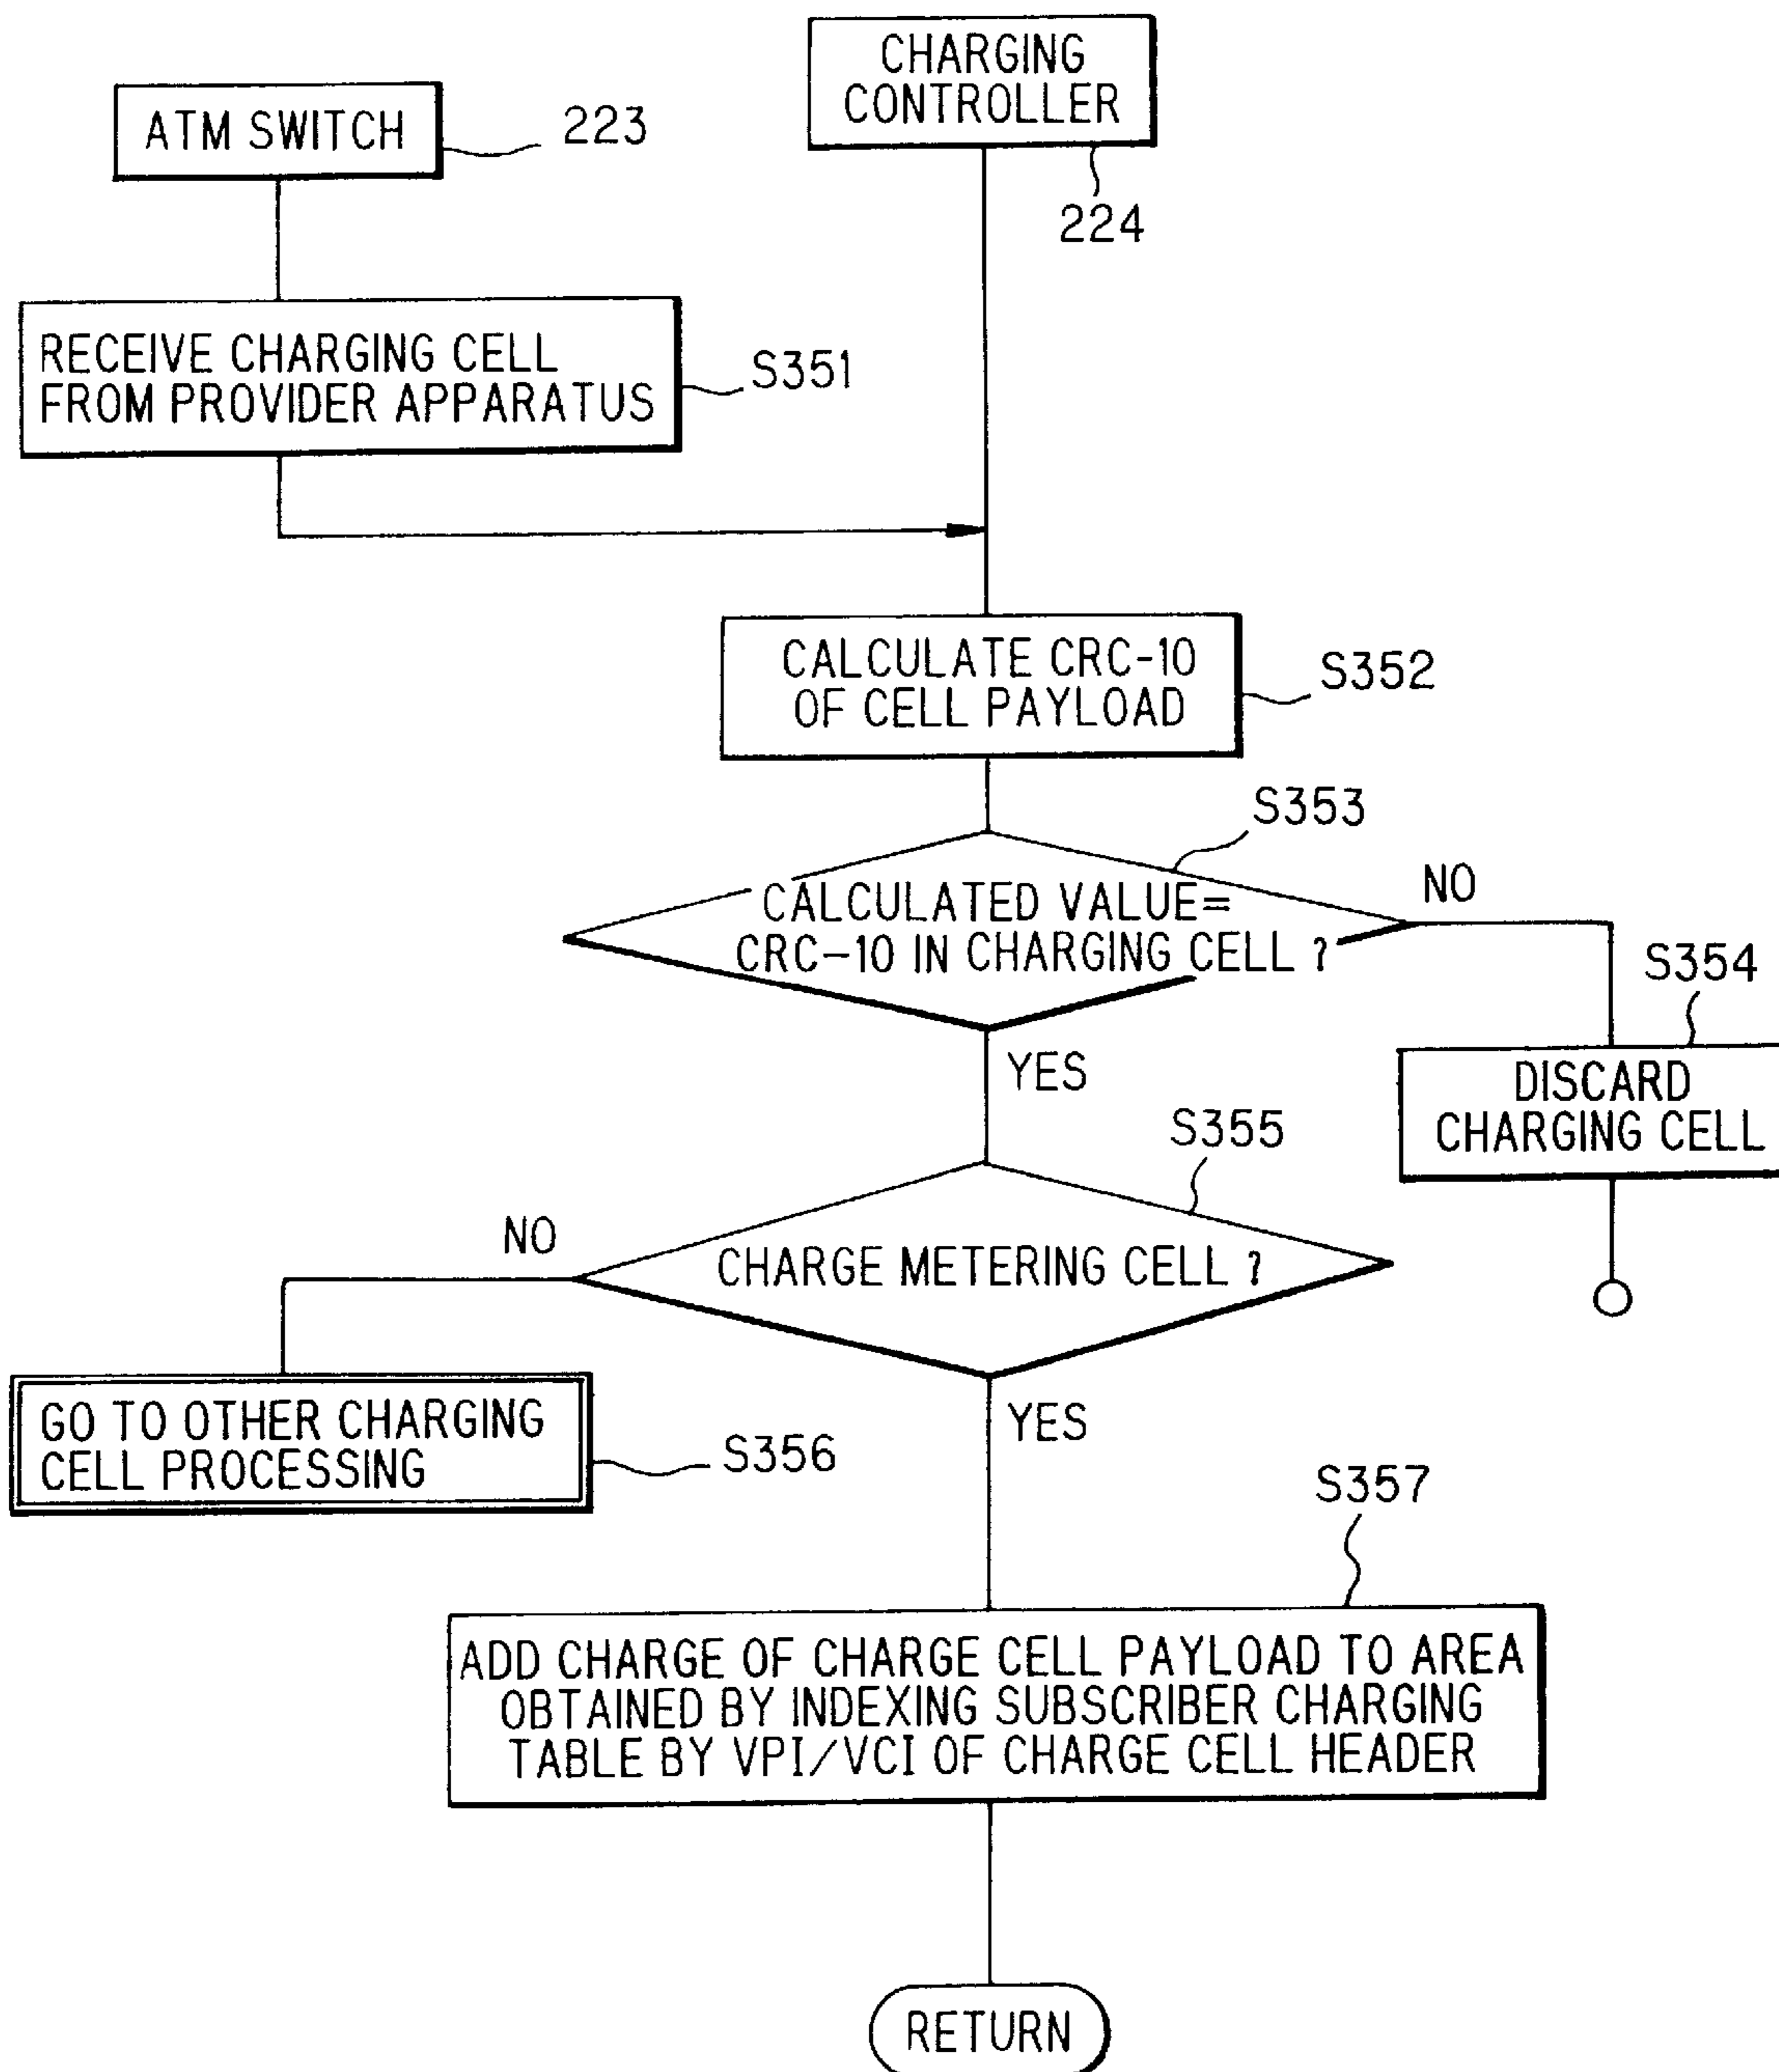 CHARGING
CONTROLLER
224
ATM SWITCH
223
RECEIVE CHARGING CELL
FROM PROVIDER APPARATUS
S351
CALCULATE CRC-10
OF CELL PAYLOAD
S352
S353
CALCULATED VALUE=
CRC-10 IN CHARGING CELL ?
NO
YES
S354
DISCARD
CHARGING CELL
S355
CHARGE METERING CELL ?
NO
YES
GO TO OTHER CHARGING
CELL PROCESSING
S356
S357
ADD CHARGE OF CHARGE CELL PAYLOAD TO AREA
OBTAINED BY INDEXING SUBSCRIBER CHARGING
TABLE BY VPI/VCI OF CHARGE CELL HEADER
RETURN